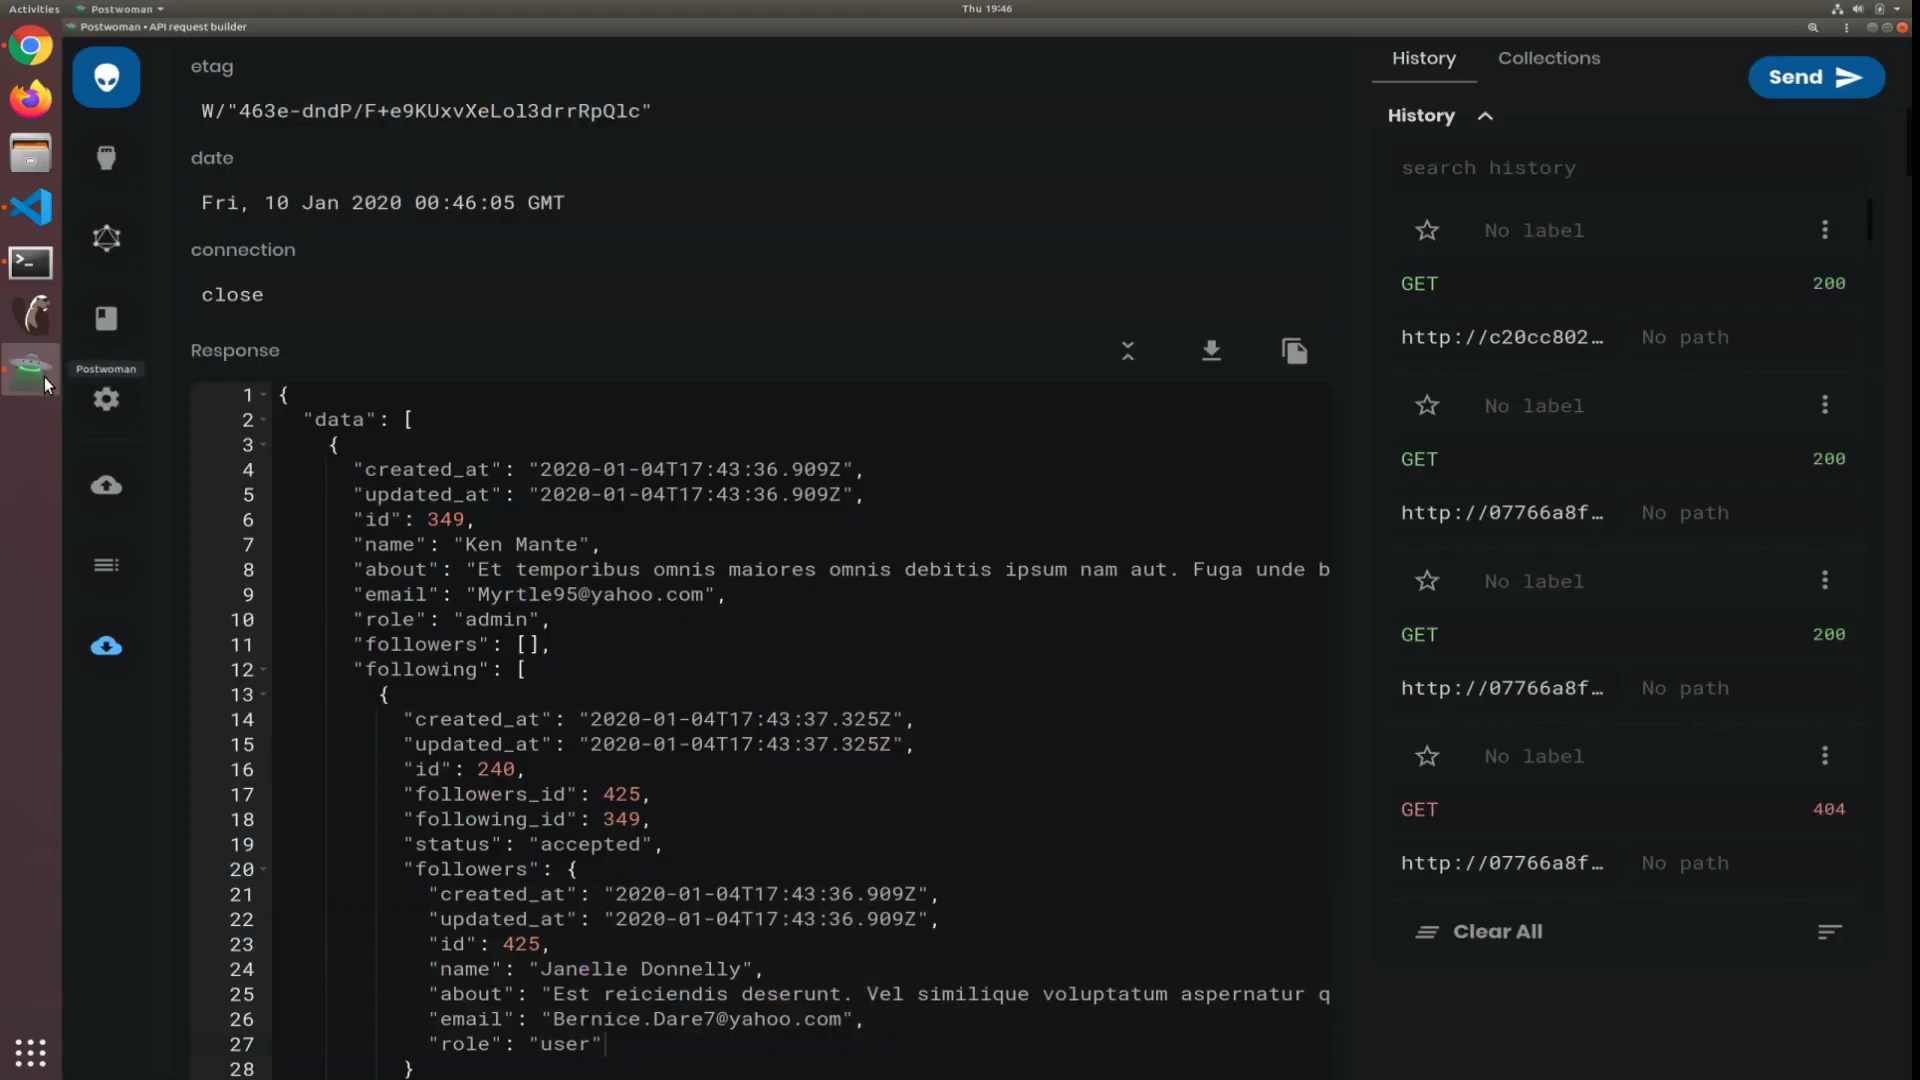 Activities Postwoman Thu 19:46
Postwoman • API request builder
etag
W/"463e-dndP/F+e9KUxvXeLol3drrRpQlc"
date
Fri, 10 Jan 2020 00:46:05 GMT
connection
close
Response
Postwoman
1 {
2 "data": [
3 {
4 "created_at": "2020-01-04T17:43:36.909Z",
5 "updated_at": "2020-01-04T17:43:36.909Z",
6 "id": 349,
7 "name": "Ken Mante",
8 "about": "Et temporibus omnis maiores omnis debitis ipsum nam aut. Fuga unde b
9 "email": "Myrtle95@yahoo.com",
10 "role": "admin",
11 "followers": [],
12 "following": [
13 {
14 "created_at": "2020-01-04T17:43:37.325Z",
15 "updated_at": "2020-01-04T17:43:37.325Z",
16 "id": 240,
17 "followers_id": 425,
18 "following_id": 349,
19 "status": "accepted",
20 "followers": {
21 "created_at": "2020-01-04T17:43:36.909Z",
22 "updated_at": "2020-01-04T17:43:36.909Z",
23 "id": 425,
24 "name": "Janelle Donnelly",
25 "about": "Est reiciendis deserunt. Vel similique voluptatum aspernatur q
26 "email": "Bernice.Dare7@yahoo.com",
27 "role": "user"
28 }
History Collections
Send
History
search history
No label
GET 200
http://c20cc802… No path
No label
GET 200
http://07766a8f… No path
No label
GET 200
http://07766a8f… No path
No label
GET 404
http://07766a8f… No path
Clear All